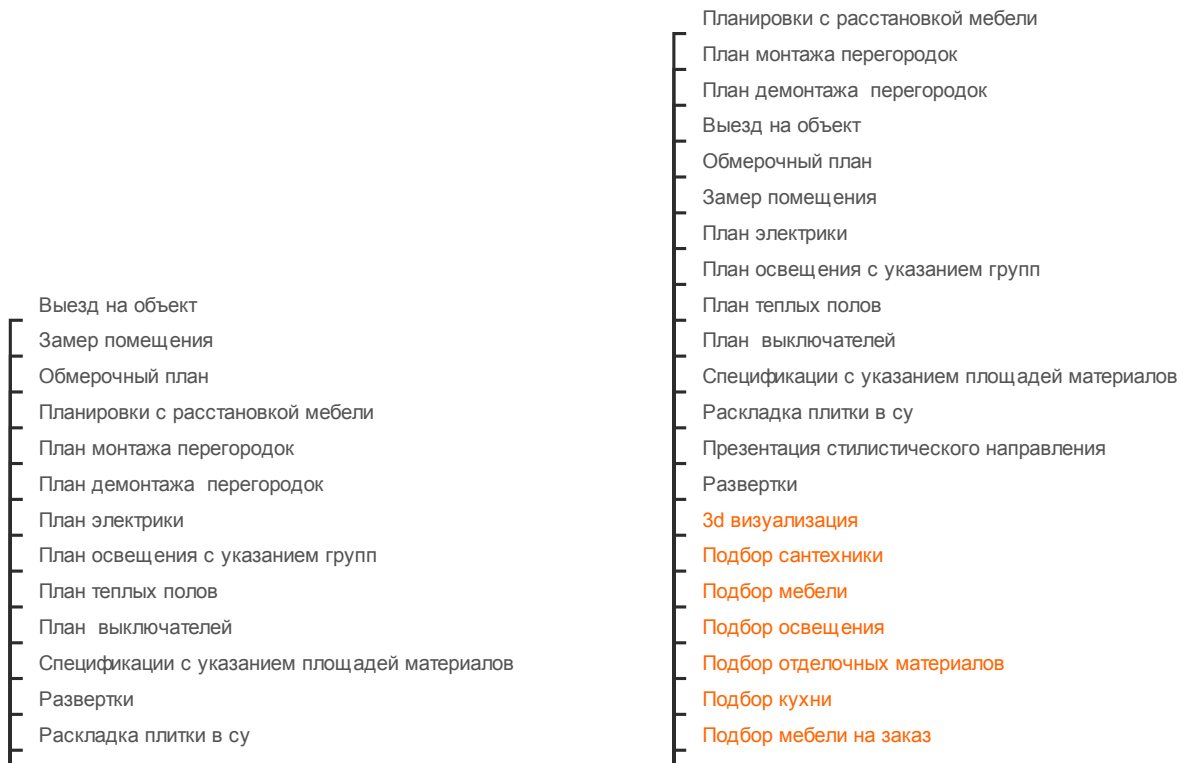 Выезд на объект
Замер помещения
Обмерочный план
Планировки с расстановкой мебели
План монтажа перегородок
План демонтажа  перегородок
План электрики
План освещения с указанием групп
План теплых полов
План  выключателей
Спецификации с указанием площадей материалов
Развертки
Раскладка плитки в су
Планировки с расстановкой мебели
План монтажа перегородок
План демонтажа  перегородок
Выезд на объект
Обмерочный план
Замер помещения
План электрики
План освещения с указанием групп
План теплых полов
План  выключателей
Спецификации с указанием площадей материалов
Раскладка плитки в су
Презентация стилистического направления
Развертки
3d визуализация
Подбор сантехники
Подбор мебели
Подбор освещения
Подбор отделочных материалов
Подбор кухни
Подбор мебели на заказ